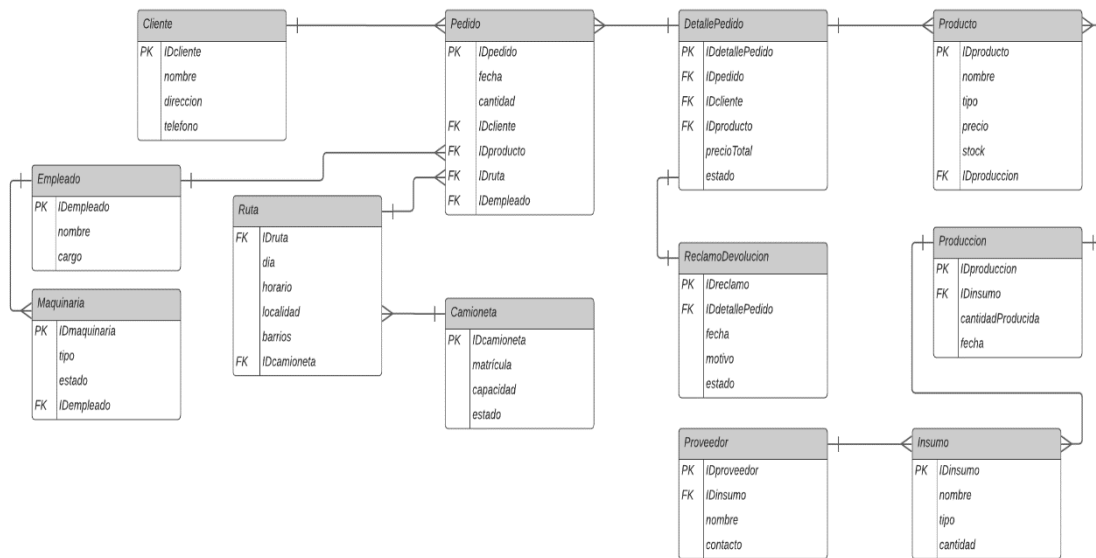 Cliente
PK IDcliente
nombre
direccion
telefono
Pedido
PK IDpedido
fecha
cantidad
FK IDcliente
FK IDproducto
FK IDruta
FK IDempleado
DetallePedido
PK IDdetallePedido
FK IDpedido
FK IDcliente
FK IDproducto
precioTotal
estado
Producto
PK IDproducto
nombre
tipo
precio
stock
FK IDproduccion
Empleado
PK IDempleado
nombre
cargo
Ruta
FK IDruta
día
horario
localidad
barrios
FK IDcamioneta
ReclamoDevolucion
PK IDreclamo
FK IDdetallePedido
fecha
motivo
estado
Produccion
PK IDproduccion
FK IDinsumo
cantidadProducida
fecha
Maquinaria
PK IDmaquinaria
tipo
estado
FK IDempleado
Camioneta
PK IDcamioneta
matrícula
capacidad
estado
Proveedor
PK IDproveedor
FK IDinsumo
nombre
contacto
Insumo
PK IDinsumo
nombre
tipo
cantidad